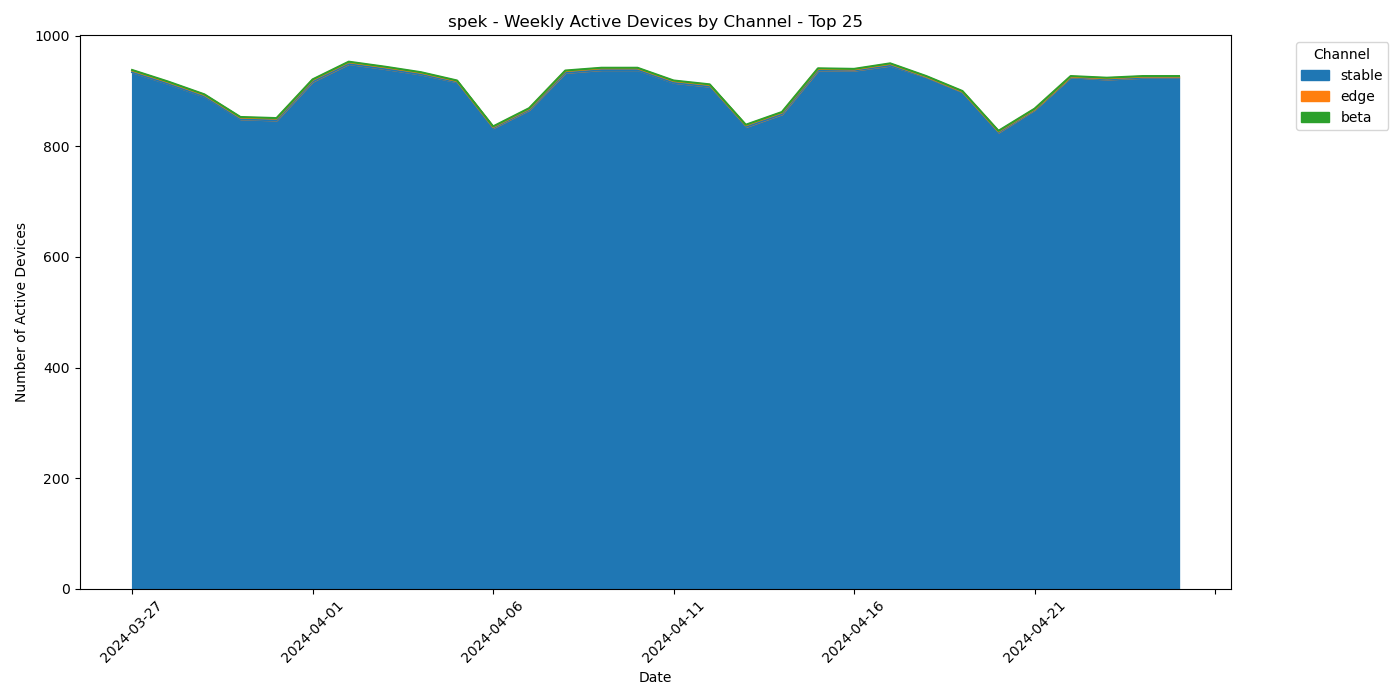 spek - Weekly Active Devices by Channel - Top 25
Number of Active Devices
1000
800
600
400
200
0
2024-03-27
2024-04-01
2024-04-06
2024-04-11
2024-04-16
2024-04-21
Date
Channel
stable
edge
beta